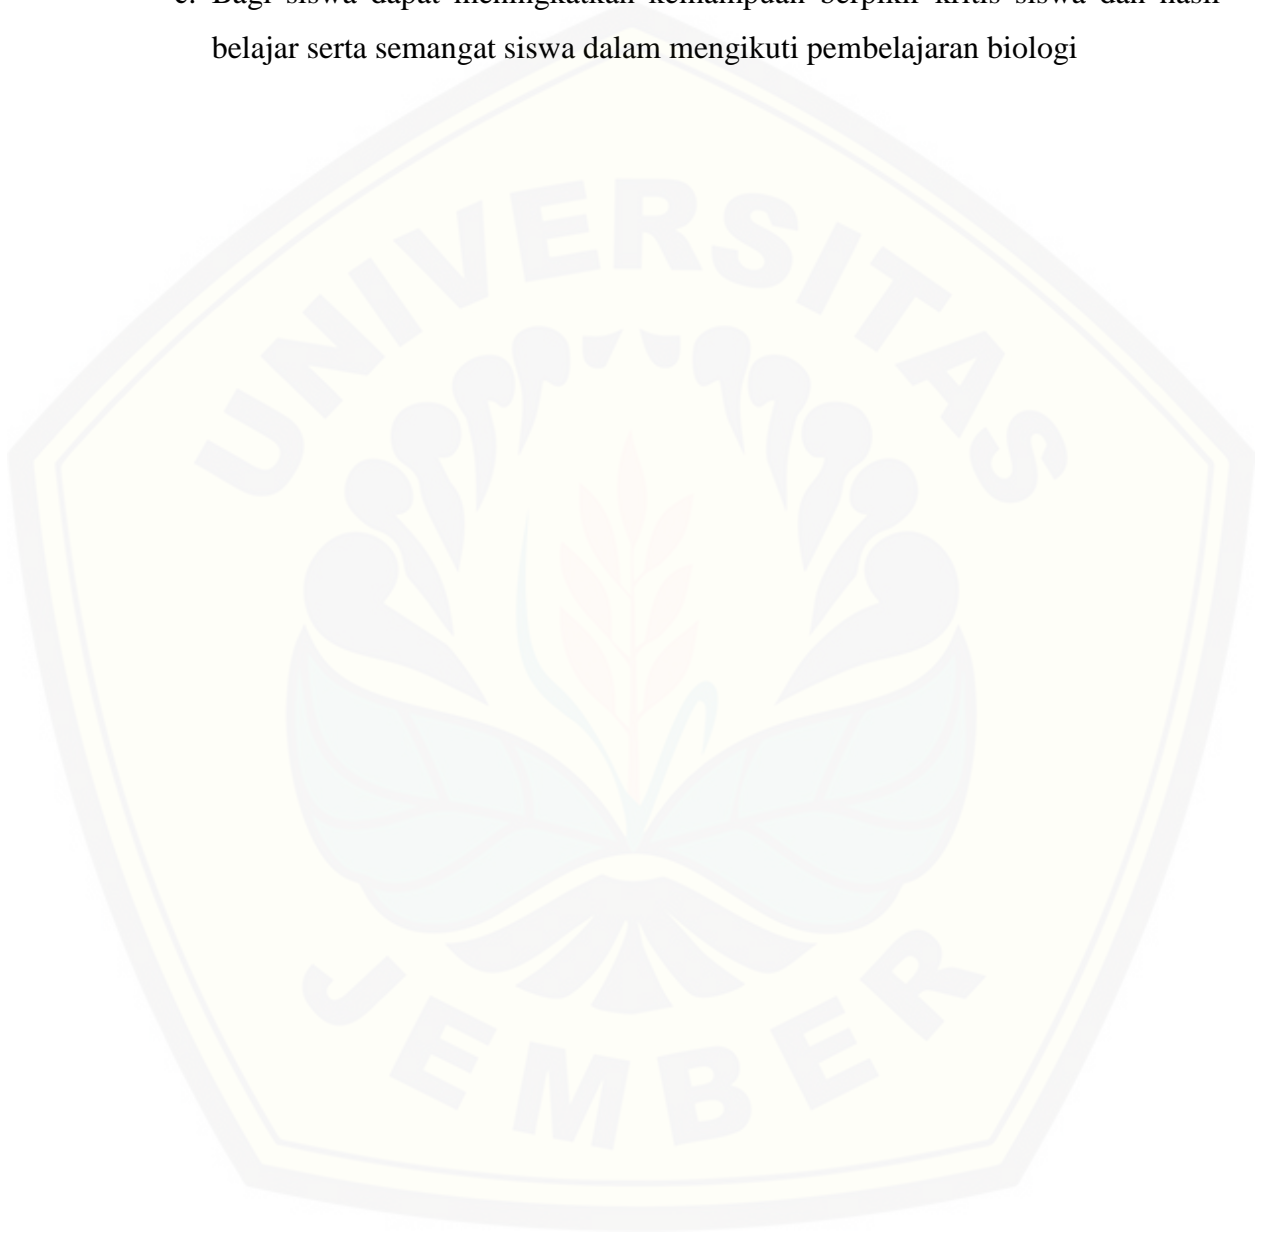 c. Bagi siswa dapat meningkatkan kemampuan berpikir kritis siswa dan hasil
belajar serta semangat siswa dalam mengikuti pembelajaran biologi
UNIVERSITAS
JEMBER